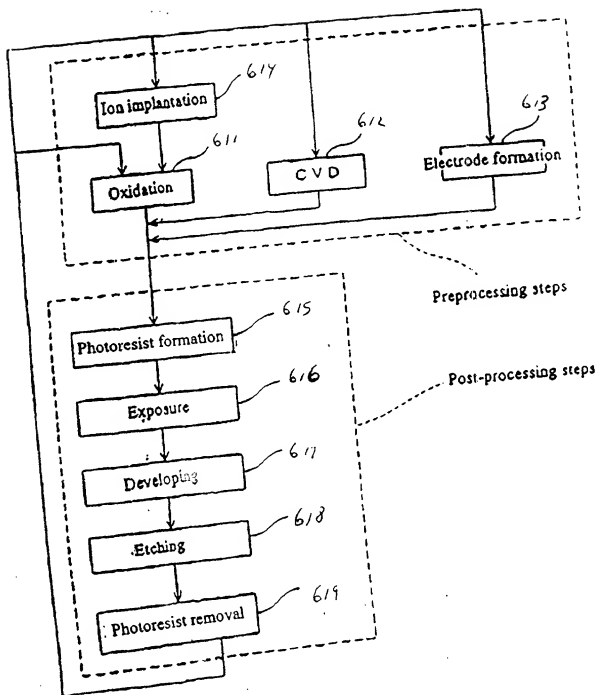 614
Ion implantation
611
612
613
Oxidation
C V D
Electrode formation
Preprocessing steps
615
Photoresist formation
616
Post-processing steps
Exposure
617
Developing
618
Etching
619
Photoresist removal